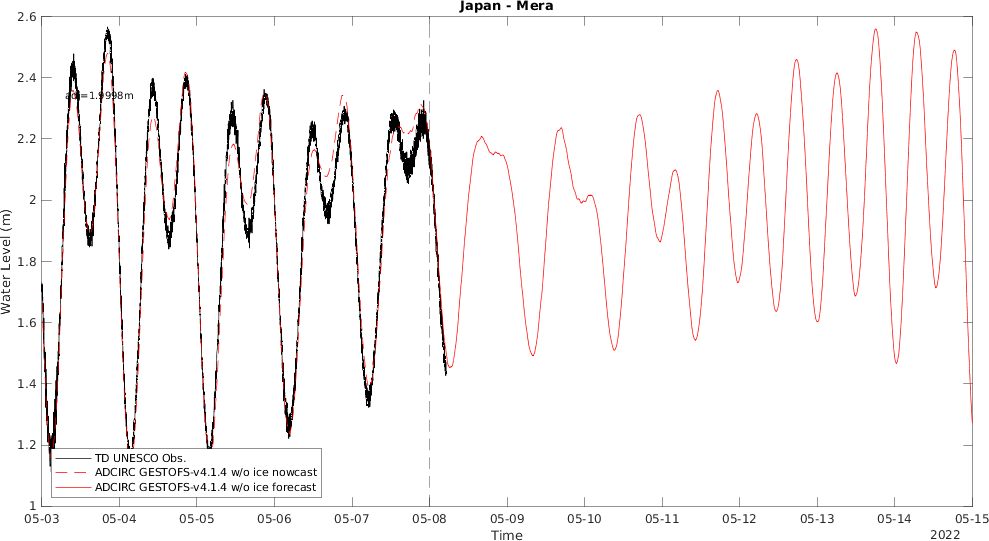 Japan - Mera
2.6
2.4
2.2
2
1.8
1.6
1.4
1.2
1
Water Level (m)
adj=1.9998m
TD UNESCO Obs.
ADCIRC GESTOFS-v4.1.4 w/o ice nowcast
ADCIRC GESTOFS-v4.1.4 w/o ice forecast
05-03 05-04 05-05 05-06 05-07 05-08 05-09 05-10 05-11 05-12 05-13 05-14 05-15
Time
2022